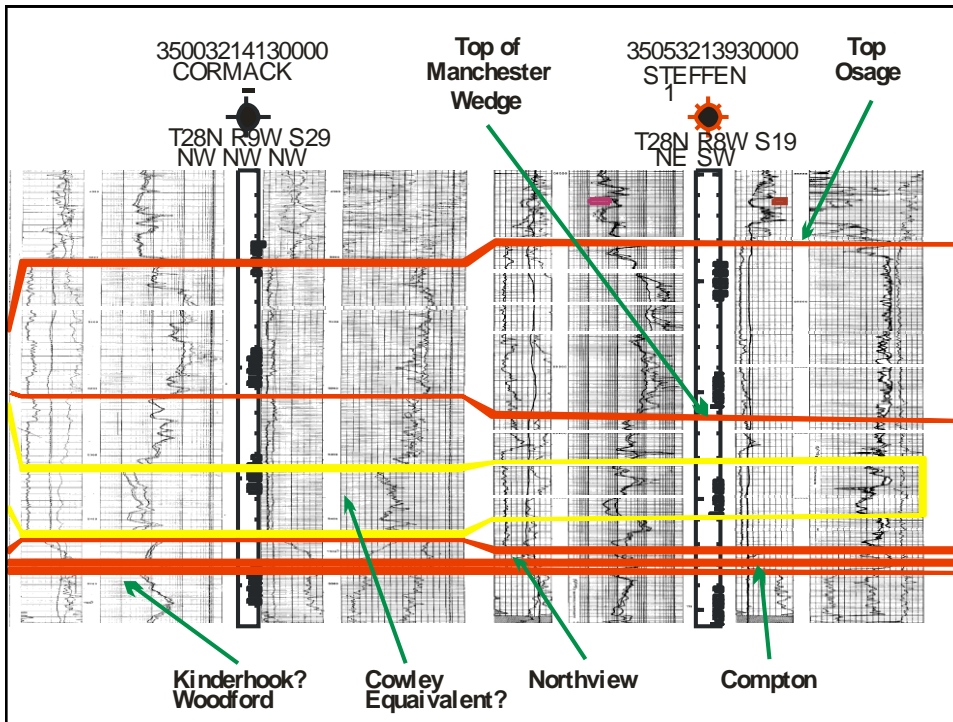 35003214130000
CORMACK
T28N R9W S29
NW NW NW
Top of
Manchester
Wedge
35053213930000
STEFFEN
1
T28N R8W S19
NE SW
Top
Osage
Kinderhook?
Woodford
Cowley
Equaivalent?
Northview
Compton